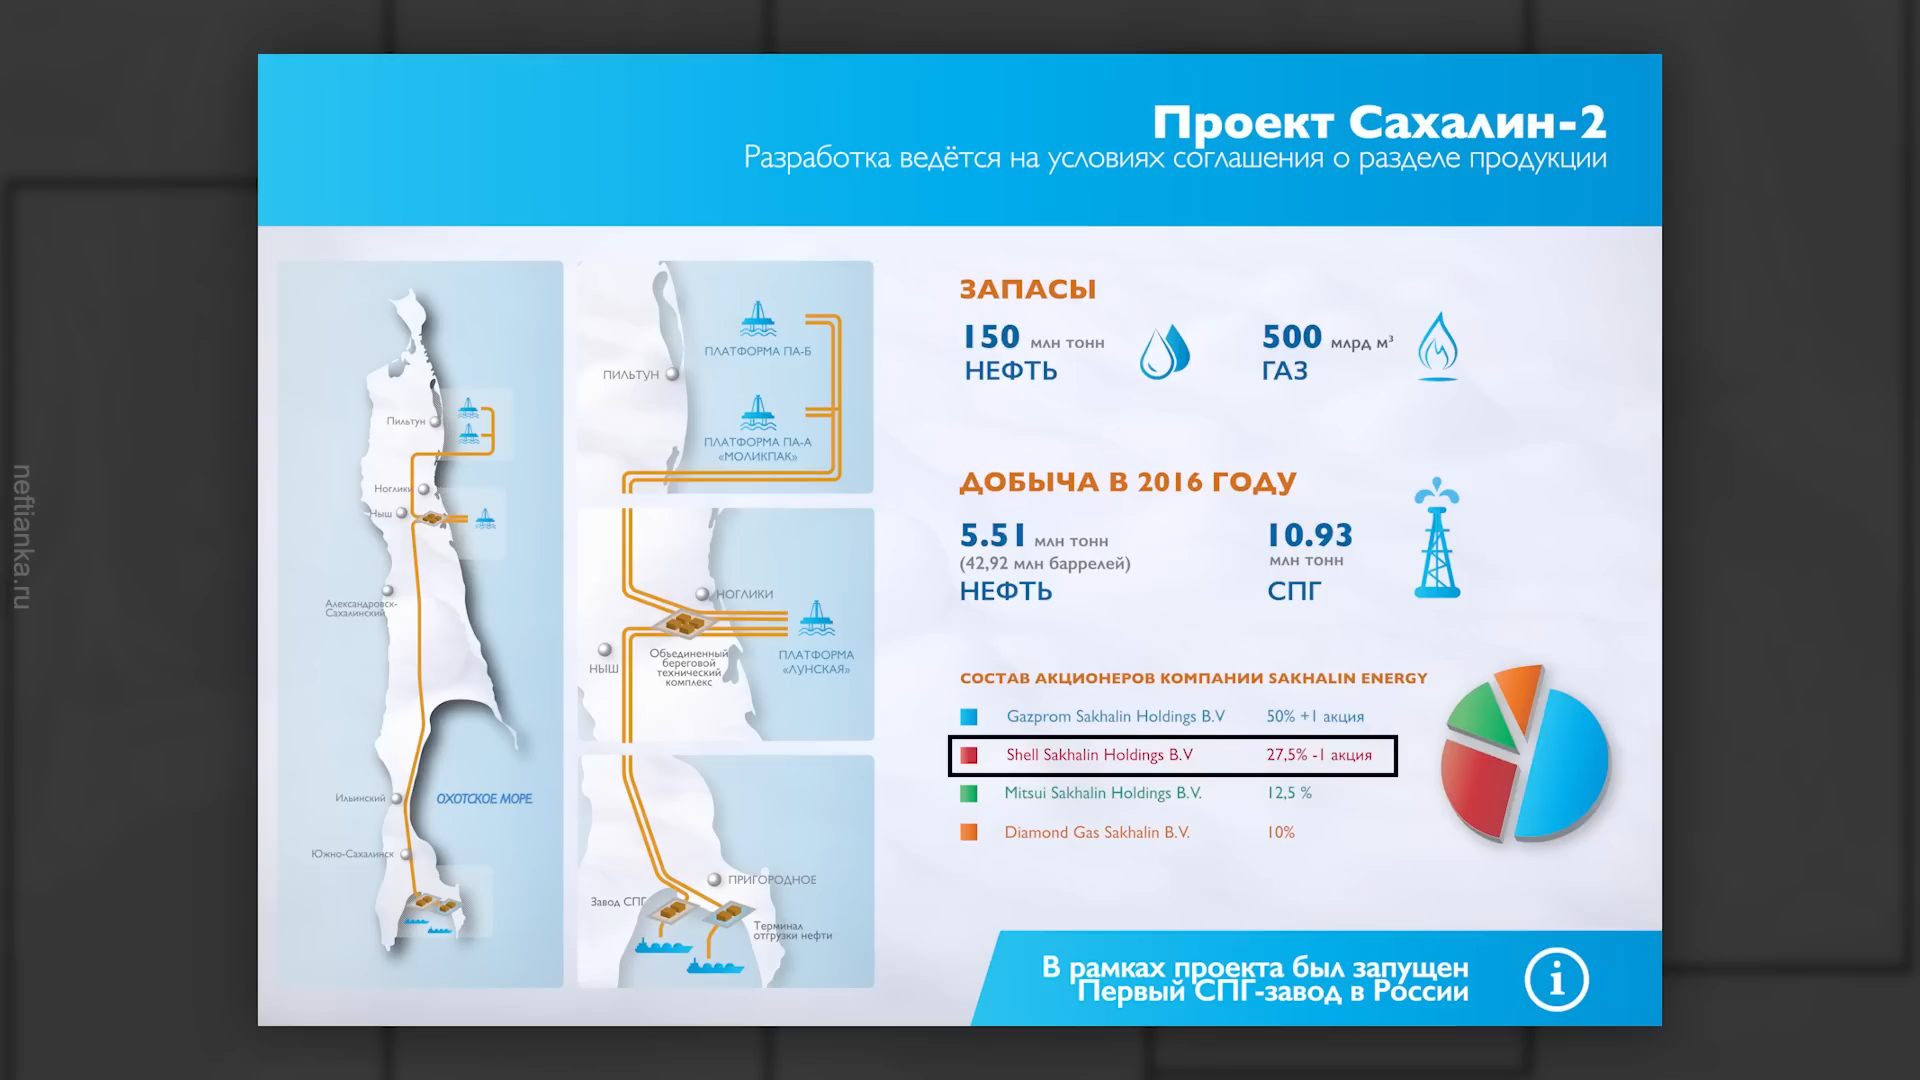 Проект Сахалин-2
Разработка ведётся на условиях соглашения о разделе продукции
neftianka.ru
Пильтун
Ноглики
Ныш
Александровск-
Сахалинский
Ильинский
ОХОТСКОЕ МОРЕ
Южно-Сахалинск
ПЛАТФОРМА ПА-Б
ПИЛЬТУН
ПЛАТФОРМА ПА-А
«МОЛИКПАК»
НОГЛИКИ
НЫШ
Объединенный
береговой
технический
комплекс
ПЛАТФОРМА
«ЛУНСКАЯ»
ПРИГОРОДНОЕ
Завод СПГ
Терминал
отгрузки нефти
ЗАПАСЫ
150 млн тонн
НЕФТЬ
500 млрд м³
ГАЗ
ДОБЫЧА В 2016 ГОДУ
5.51 млн тонн
(42,92 млн баррелей)
НЕФТЬ
10.93
млн тонн
СПГ
СОСТАВ АКЦИОНЕРОВ КОМПАНИИ SAKHALIN ENERGY
Gazprom Sakhalin Holdings B.V 50% +1 акция
Shell Sakhalin Holdings B.V 27,5% -1 акция
Mitsui Sakhalin Holdings B.V. 12,5 %
Diamond Gas Sakhalin B.V. 10%
В рамках проекта был запущен
Первый СПГ-завод в России
i